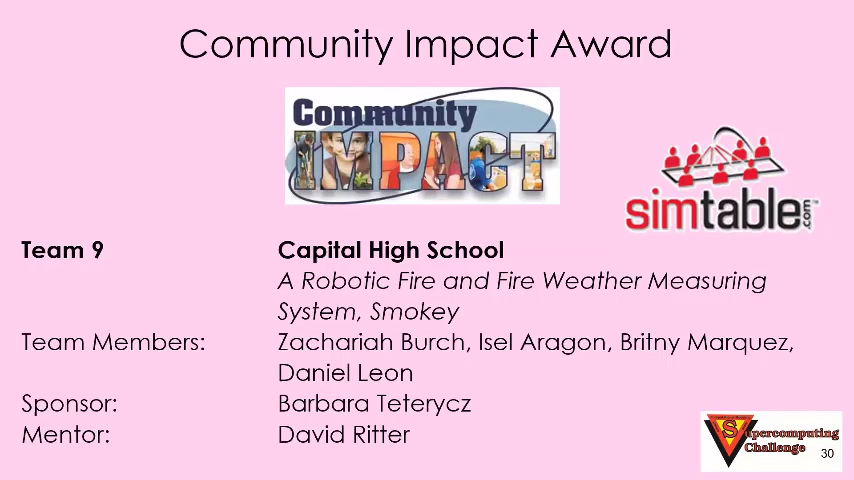 Community Impact Award
Community
IMPACT
simtable.com
Team 9 Capital High School
A Robotic Fire and Fire Weather Measuring
System, Smokey
Team Members: Zachariah Burch, Isel Aragon, Britny Marquez,
Daniel Leon
Sponsor: Barbara Teterycz
Mentor: David Ritter
Supercomputing
Challenge
30